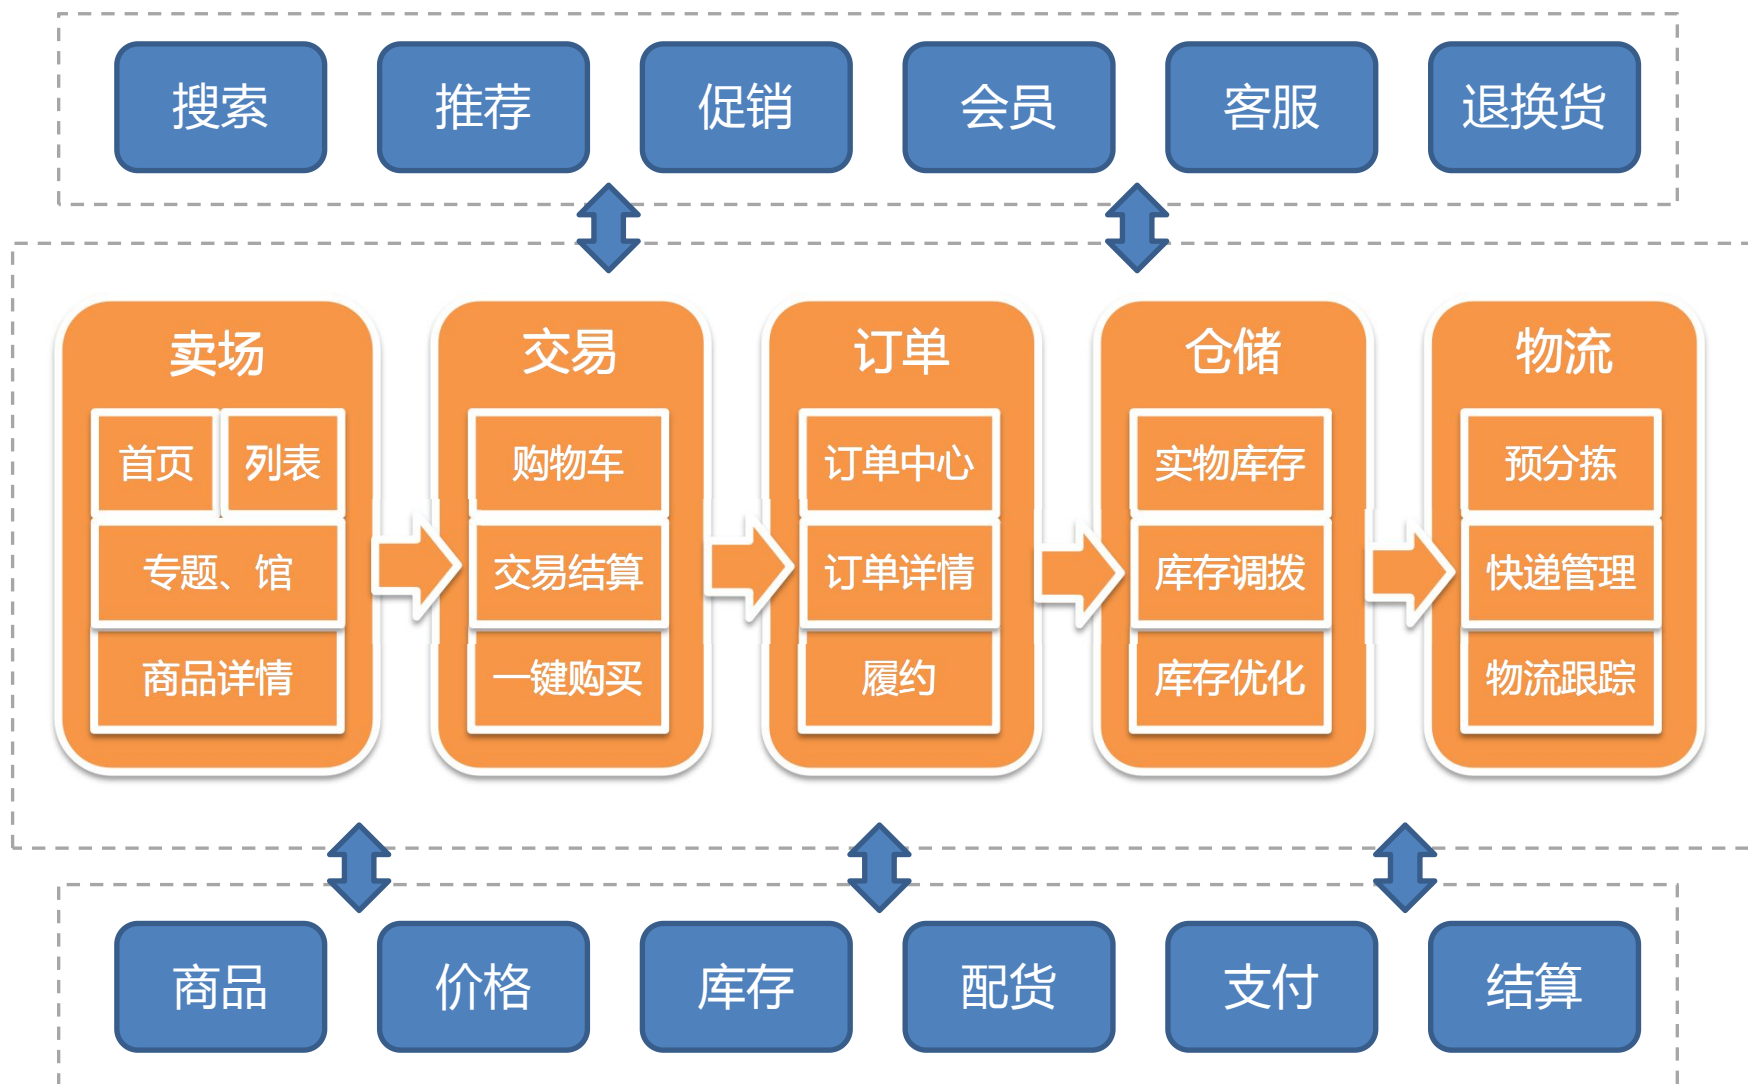 搜索
推荐
促销
会员
客服
退换货
卖场
首页
列表
专题、馆
商品详情
交易
购物车
交易结算
一键购买
订单
订单中心
订单详情
履约
仓储
实物库存
库存调拨
库存优化
物流
预分拣
快递管理
物流跟踪
商品
价格
库存
配货
支付
结算